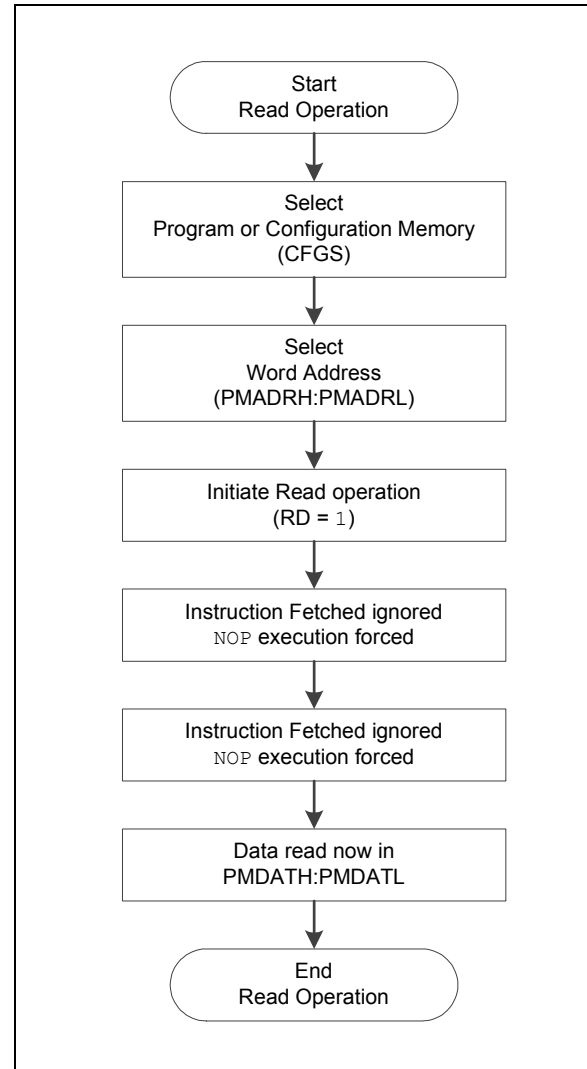 Start
Read Operation
Select
Program or Configuration Memory
(CFGS)
Select
Word Address
(PMADRH:PMADRL)
Initiate Read operation
(RD = 1)
Instruction Fetched ignored
NOP execution forced
Instruction Fetched ignored
NOP execution forced
Data read now in
PMDATH:PMDATL
End
Read Operation